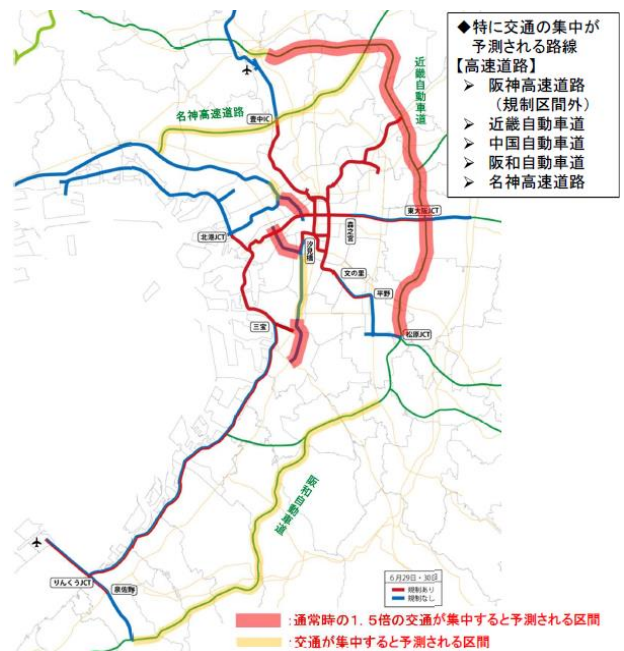 ◆特に交通の集中が
予測される路線
【高速道路】
➢ 阪神高速道路
(規制区間外)
➢ 近畿自動車道
➢ 中国自動車道
➢ 阪和自動車道
➢ 名神高速道路
近畿自動車道
名神高速道路
豊中IC
東大阪JCT
森之宮
北港JCT
汐見橋
文の里
平野
三宝
松原JCT
阪和自動車道
りんくうJCT
泉佐野
6月29日・30日
規制あり
規制なし
:通常時の1.5倍の交通が集中すると予測される区間
:交通が集中すると予測される区間